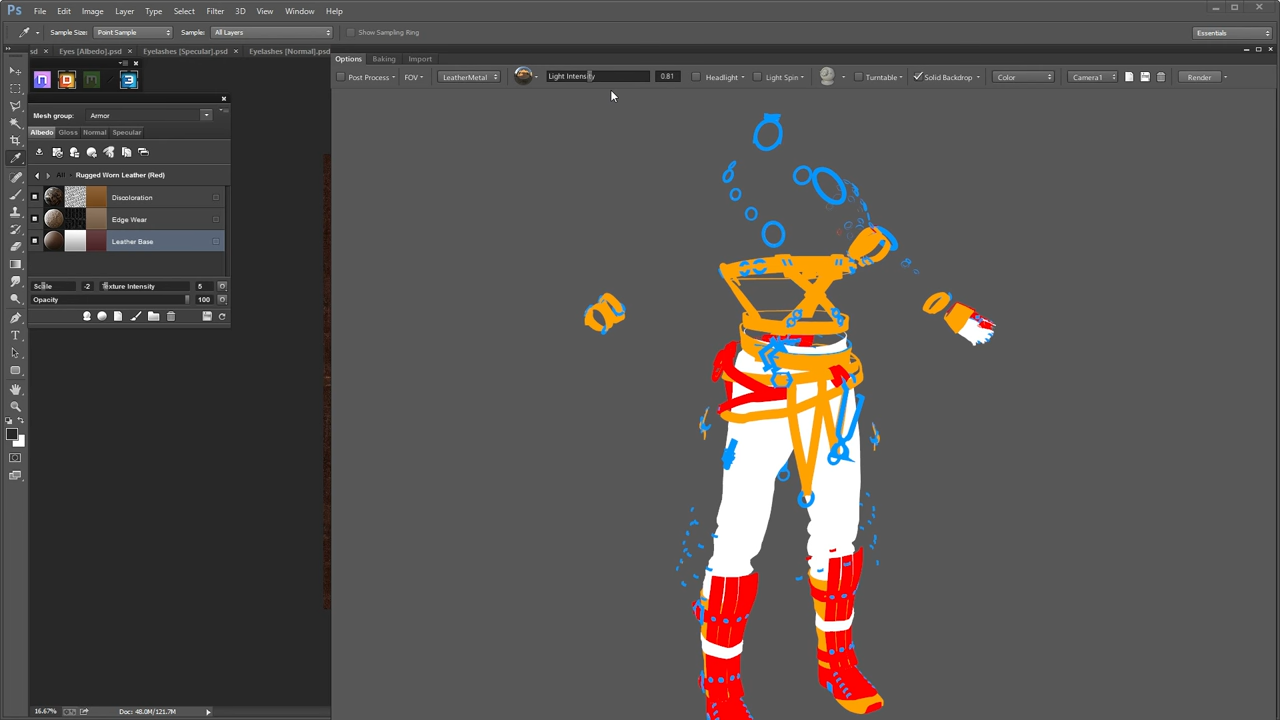 Ps File Edit Image Layer Type Select Filter 3D View Window Help
Sample Size: Point Sample Sample: All Layers Show Sampling Ring Essentials
sd × Eyes [Albedo].psd × Eyelashes [Specular].psd × Eyelashes [Normal].psd
Options Baking Import
Post Process FOV LeatherMetal Light Intensity 0.81 Headlight Light Spin Turntable Solid Backdrop Color Camera1 Render
Mesh group: Armor
Albedo Gloss Normal Specular
All Rugged Worn Leather (Red)
Discoloration
Edge Wear
Leather Base
Scale -2 Texture Intensity 5
Opacity 100
16.67% Doc: 48.0M/121.7M